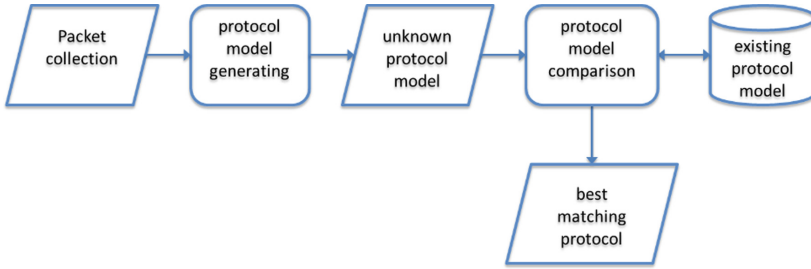 Packet
collection
protocol
model
generating
unknown
protocol
model
protocol
model
comparison
existing
protocol
model
best
matching
protocol